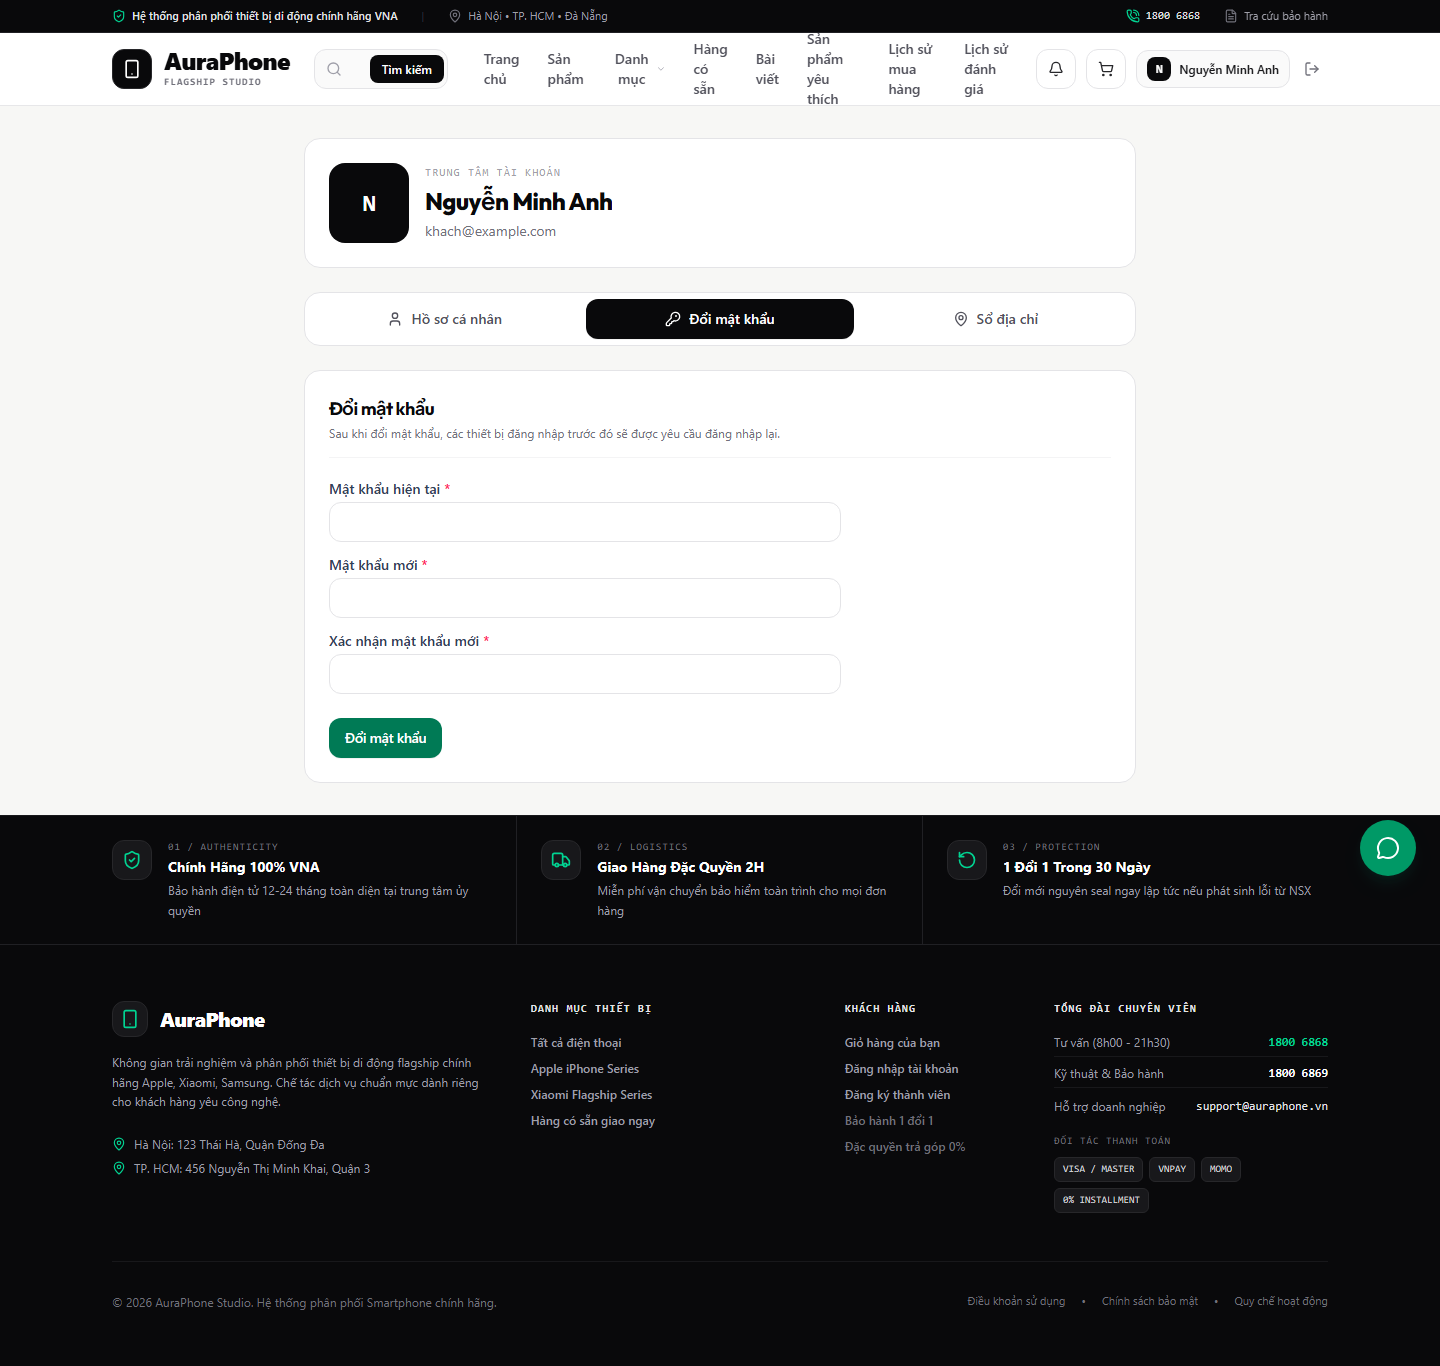 Hệ thống phân phối thiết bị di động chính hãng VNA
Hà Nội • TP. HCM • Đà Nẵng
1800 6868
Tra cứu bảo hành
AuraPhone
FLAGSHIP STUDIO
Tìm kiếm
Trang chủ
Sản phẩm
Danh mục
Hàng có sẵn
Bài viết
Sản phẩm yêu thích
Lịch sử mua hàng
Lịch sử đánh giá
N
Nguyễn Minh Anh
N
TRUNG TÂM TÀI KHOẢN
Nguyễn Minh Anh
khach@example.com
Hồ sơ cá nhân
Đổi mật khẩu
Sổ địa chỉ
Đổi mật khẩu
Sau khi đổi mật khẩu, các thiết bị đăng nhập trước đó sẽ được yêu cầu đăng nhập lại.
Mật khẩu hiện tại *
Mật khẩu mới *
Xác nhận mật khẩu mới *
Đổi mật khẩu
01 / AUTHENTICITY
Chính Hãng 100% VNA
Bảo hành điện tử 12-24 tháng toàn diện tại trung tâm ủy
quyền
02 / LOGISTICS
Giao Hàng Đặc Quyền 2H
Miễn phí vận chuyển bảo hiểm toàn trình cho mọi đơn
hàng
03 / PROTECTION
1 Đổi 1 Trong 30 Ngày
Đổi mới nguyên seal ngay lập tức nếu phát sinh lỗi từ NSX
AuraPhone
Không gian trải nghiệm và phân phối thiết bị di động flagship chính
hãng Apple, Xiaomi, Samsung. Chế tác dịch vụ chuẩn mực dành riêng
cho khách hàng yêu công nghệ.
Hà Nội: 123 Thái Hà, Quận Đống Đa
TP. HCM: 456 Nguyễn Thị Minh Khai, Quận 3
DANH MỤC THIẾT BỊ
Tất cả điện thoại
Apple iPhone Series
Xiaomi Flagship Series
Hàng có sẵn giao ngay
KHÁCH HÀNG
Giỏ hàng của bạn
Đăng nhập tài khoản
Đăng ký thành viên
Bảo hành 1 đổi 1
Đặc quyền trả góp 0%
TỔNG ĐÀI CHUYÊN VIÊN
Tư vấn (8h00 - 21h30) 1800 6868
Kỹ thuật & Bảo hành 1800 6869
Hỗ trợ doanh nghiệp support@auraphone.vn
ĐỐI TÁC THANH TOÁN
VISA / MASTER VNPAY MOMO
0% INSTALLMENT
© 2026 AuraPhone Studio. Hệ thống phân phối Smartphone chính hãng.
Điều khoản sử dụng • Chính sách bảo mật • Quy chế hoạt động